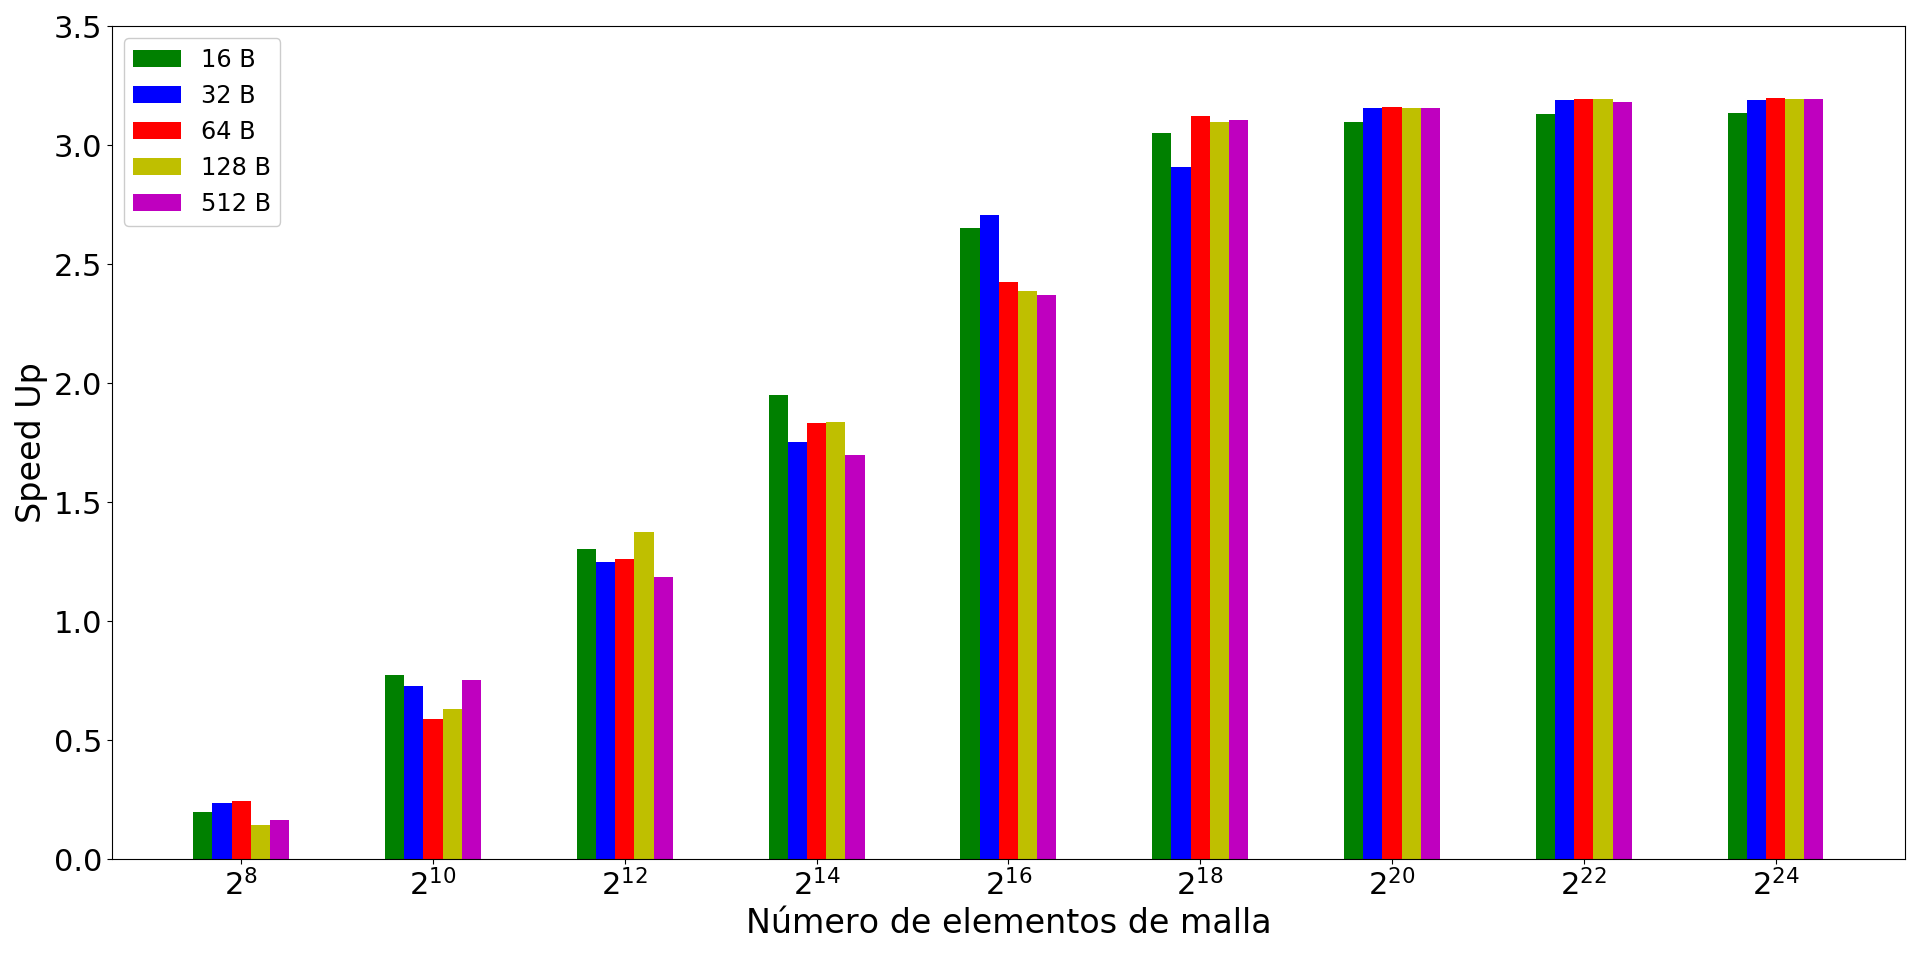 3.5
3.0
2.5
2.0
1.5
1.0
0.5
0.0
Speed Up
16 B
32 B
64 B
128 B
512 B
2^8 2^10 2^12 2^14 2^16 2^18 2^20 2^22 2^24
Número de elementos de malla